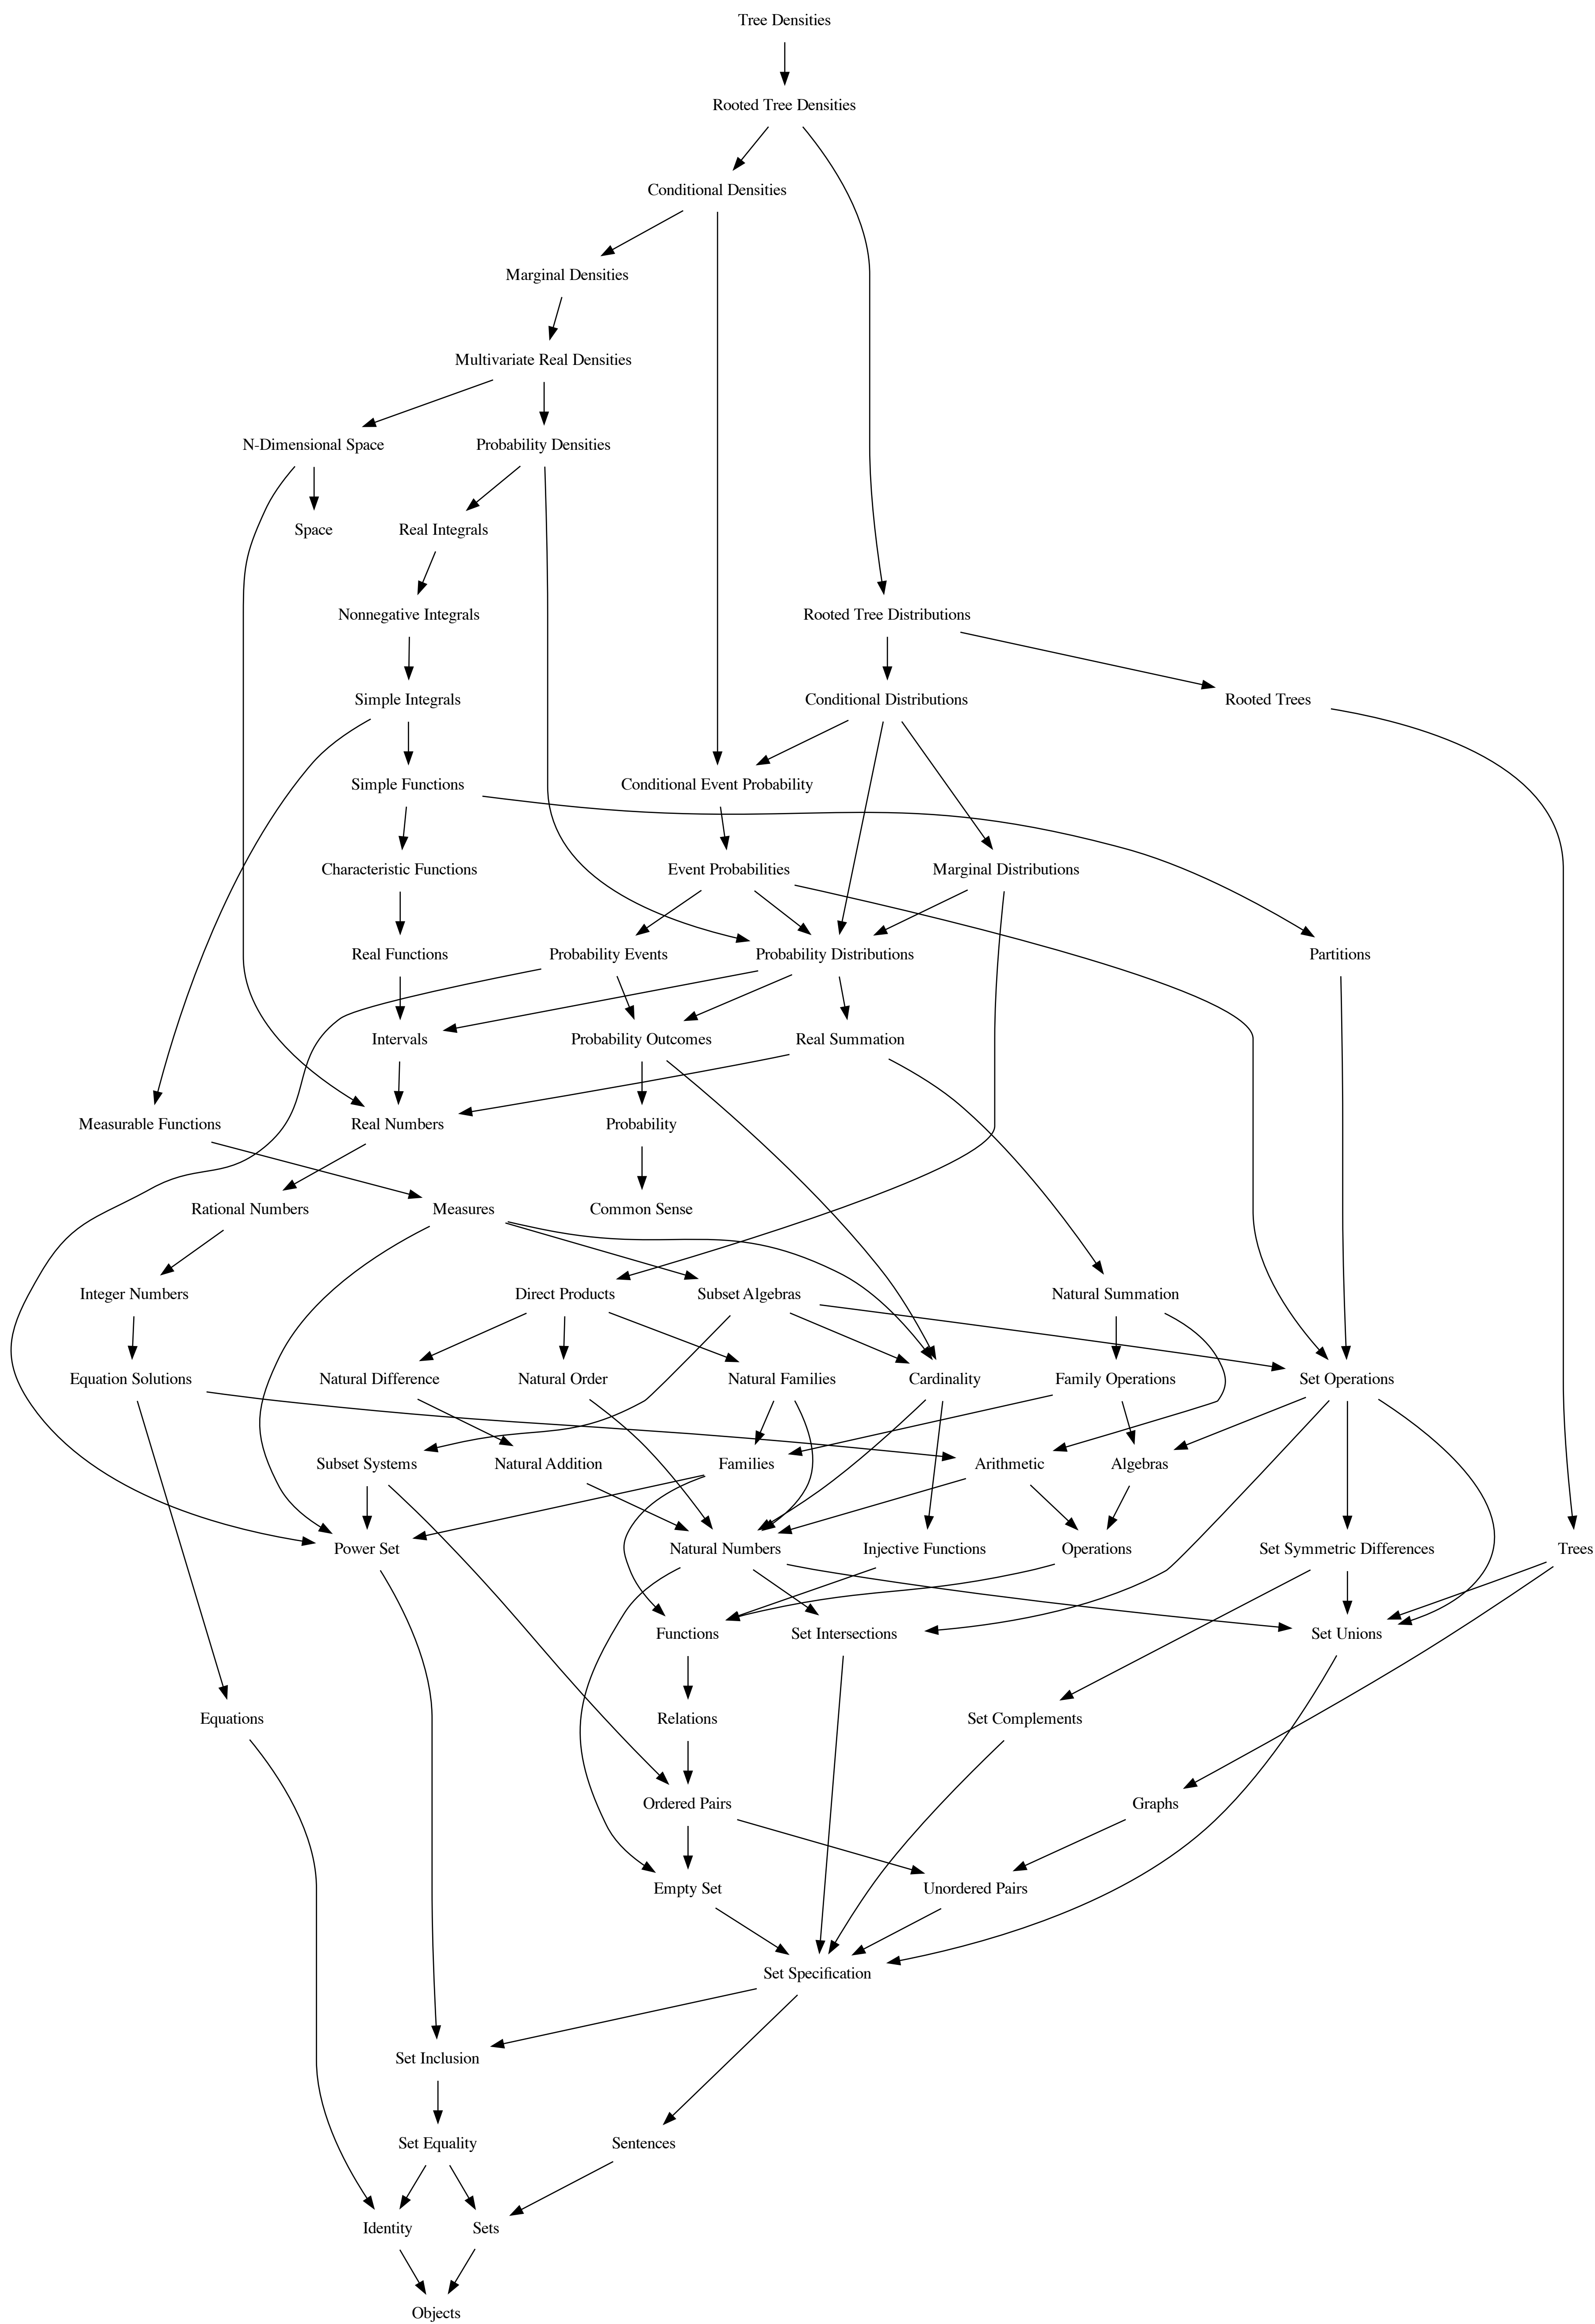 Tree Densities
Rooted Tree Densities
Conditional Densities
Marginal Densities
Multivariate Real Densities
N-Dimensional Space
Probability Densities
Space
Real Integrals
Nonnegative Integrals
Rooted Tree Distributions
Simple Integrals
Conditional Distributions
Rooted Trees
Simple Functions
Conditional Event Probability
Characteristic Functions
Event Probabilities
Marginal Distributions
Real Functions
Probability Events
Probability Distributions
Partitions
Intervals
Probability Outcomes
Real Summation
Measurable Functions
Real Numbers
Probability
Rational Numbers
Measures
Common Sense
Integer Numbers
Direct Products
Subset Algebras
Natural Summation
Equation Solutions
Natural Difference
Natural Order
Natural Families
Cardinality
Family Operations
Set Operations
Subset Systems
Natural Addition
Families
Arithmetic
Algebras
Power Set
Natural Numbers
Injective Functions
Operations
Set Symmetric Differences
Trees
Functions
Set Intersections
Set Unions
Equations
Relations
Set Complements
Ordered Pairs
Graphs
Empty Set
Unordered Pairs
Set Specification
Set Inclusion
Set Equality
Sentences
Identity
Sets
Objects